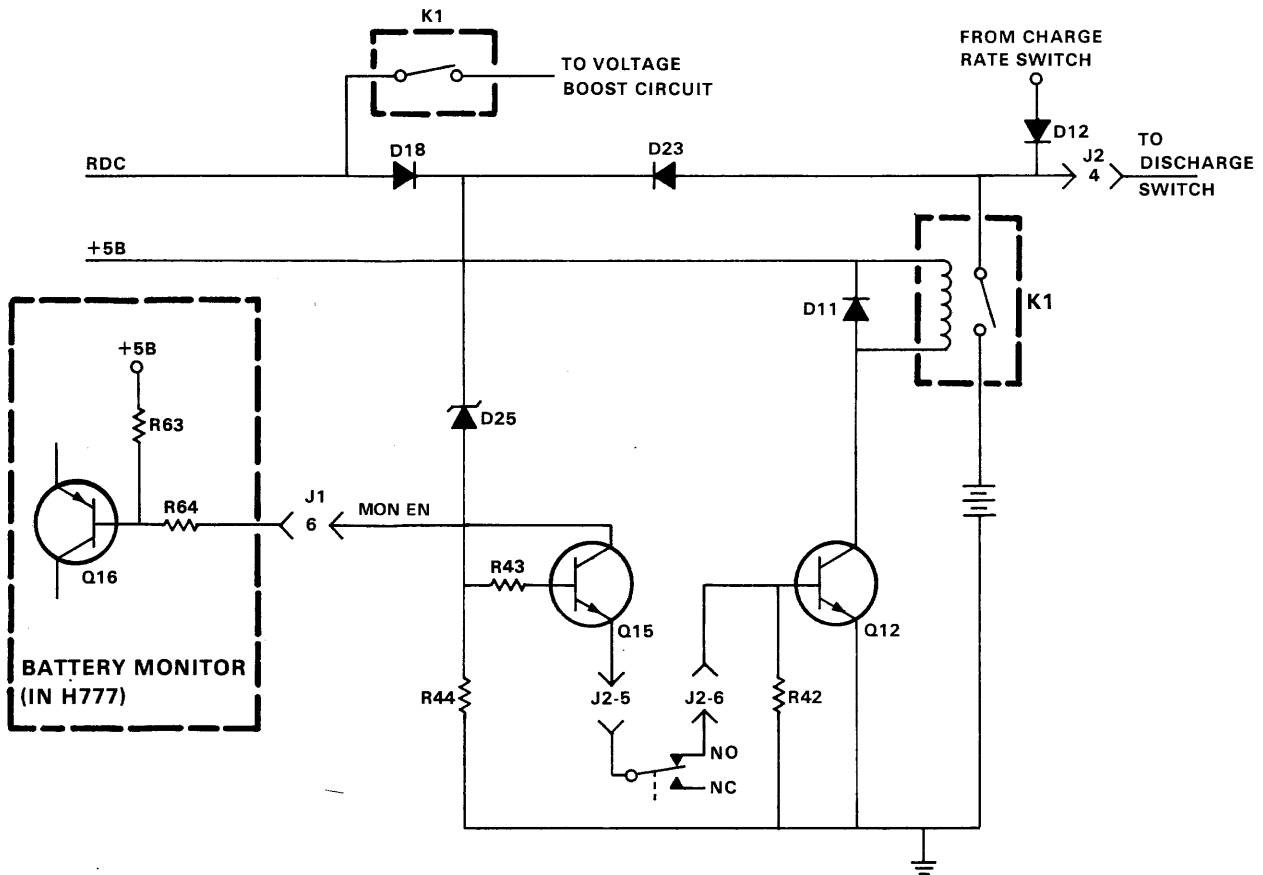 K1
TO VOLTAGE
BOOST CIRCUIT
FROM CHARGE
RATE SWITCH
D12
TO
DISCHARGE
SWITCH
J2
4
RDC
D18
D23
+5B
D11
K1
+5B
R63
D25
R64
J1
6
MON EN
Q16
R43
Q15
Q12
BATTERY MONITOR
(IN H777)
R44
J2-5
J2-6
R42
NO
NC